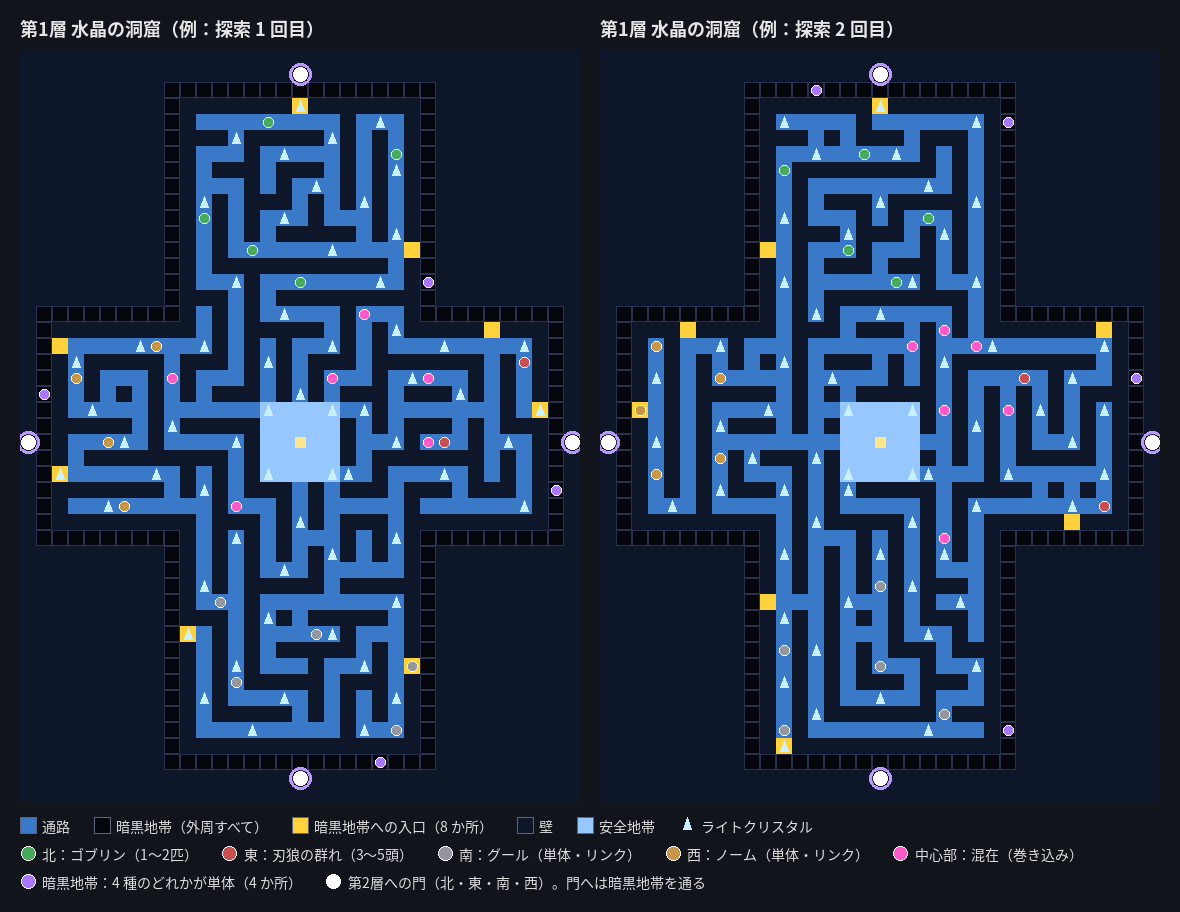 第1層 水晶の洞窟（例：探索 1 回目）
第1層 水晶の洞窟（例：探索 2 回目）
通路
暗黒地帯（外周すべて）
暗黒地帯への入口（8 か所）
壁
安全地帯
ライトクリスタル
北：ゴブリン（1〜2匹）
東：刃狼の群れ（3〜5頭）
南：グール（単体・リンク）
西：ノーム（単体・リンク）
中心部：混在（巻き込み）
暗黒地帯：4 種のどれかが単体（4 か所）
第2層への門（北・東・南・西）。門へは暗黒地帯を通る